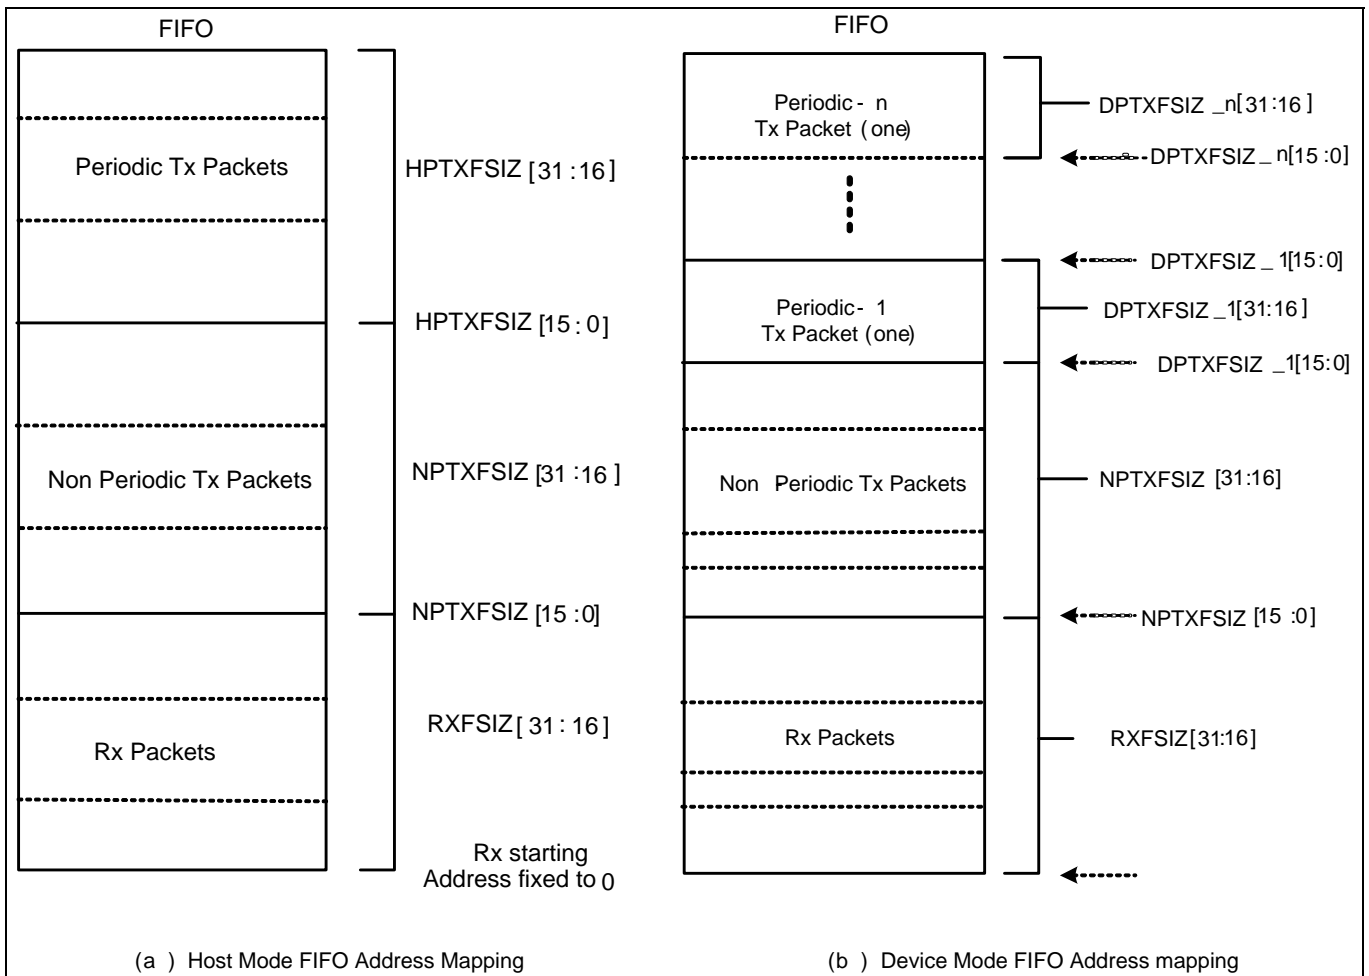 FIFO
Periodic Tx Packets
HPTXFSIZ [31 :16 ]
HPTXFSIZ [15 : 0 ]
Non Periodic Tx Packets
NPTXFSIZ [31 :16 ]
NPTXFSIZ [15 :0]
Rx Packets
RXFSIZ [ 31 : 16 ]
Rx starting
Address fixed to 0
(a ) Host Mode FIFO Address Mapping
FIFO
Periodic - n
Tx Packet (one)
DPTXFSIZ _n[31:16 ]
DPTXFSIZ _ n[15 :0]
DPTXFSIZ _ 1[15:0]
Periodic - 1
Tx Packet (one)
DPTXFSIZ _1[31:16]
DPTXFSIZ _1[15:0]
Non Periodic Tx Packets
NPTXFSIZ [31:16]
NPTXFSIZ [15 :0]
Rx Packets
RXFSIZ[31:16]
(b ) Device Mode FIFO Address mapping